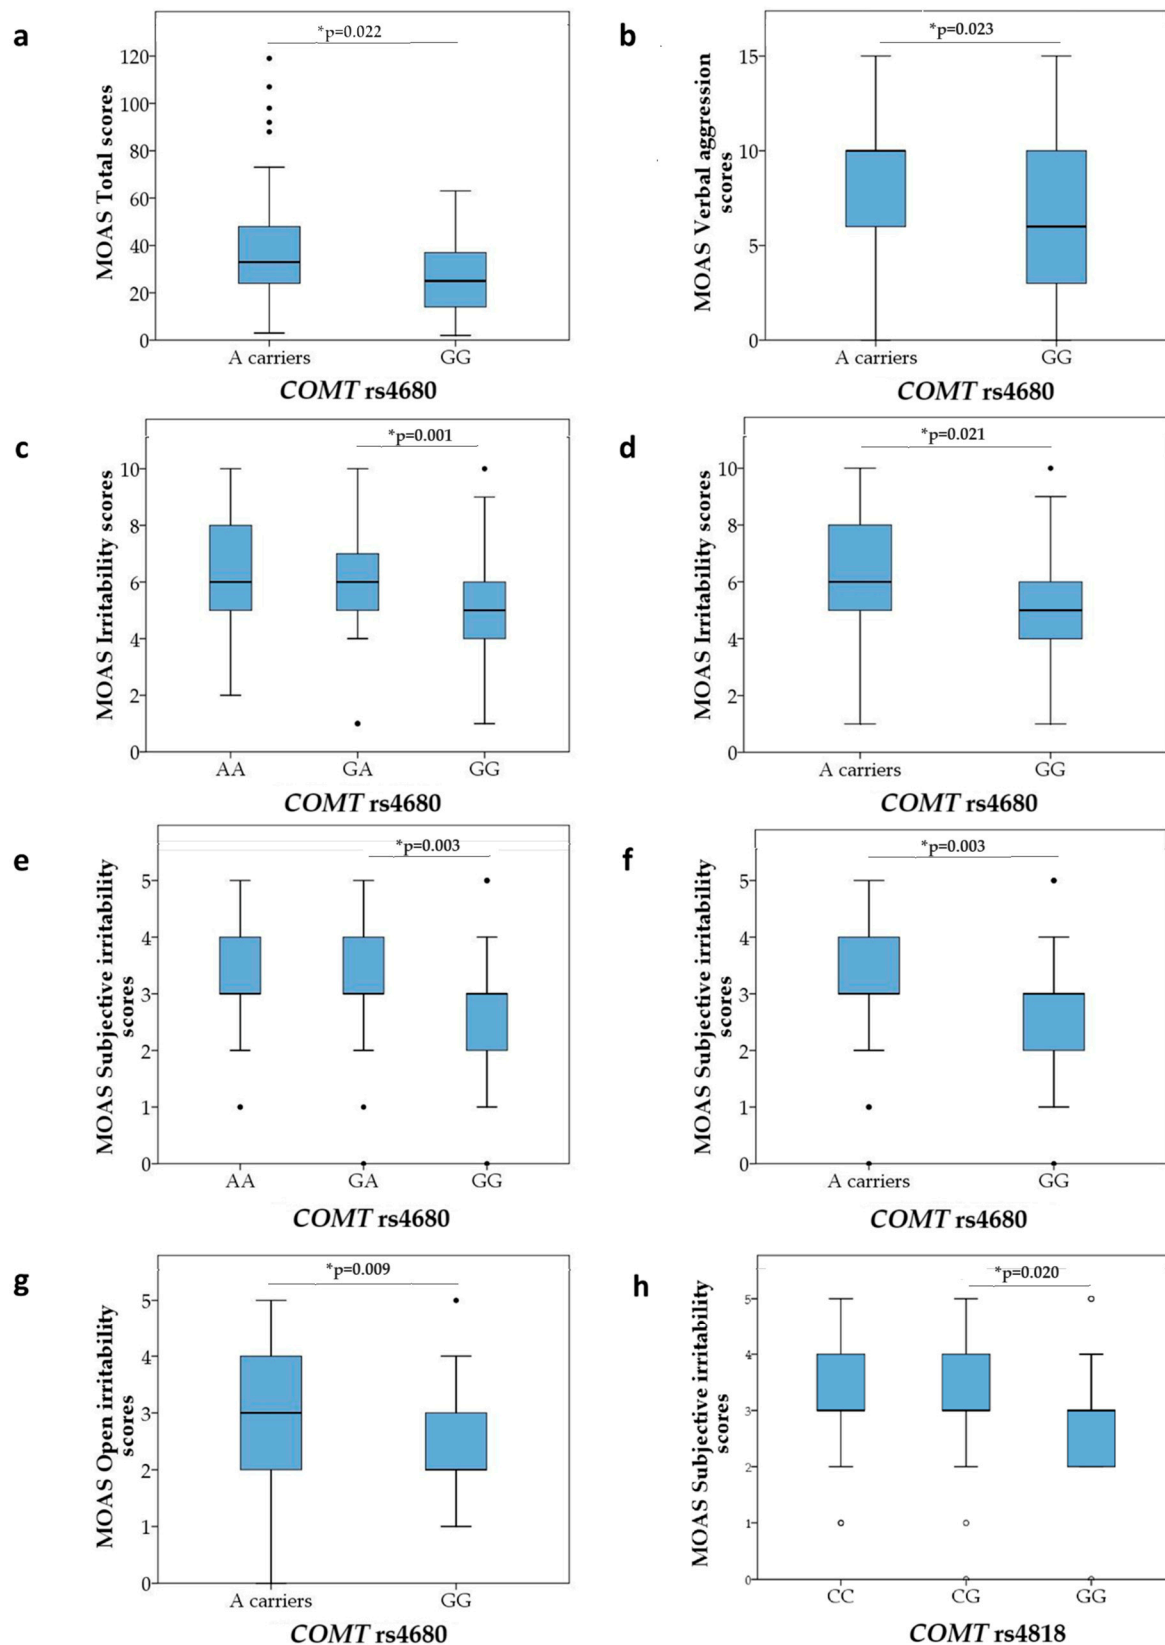 a
*p=0.022
MOAS Total scores
120
100
80
60
40
20
0
A carriers GG
COMT rs4680
b
*p=0.023
MOAS Verbal aggression
scores
15
10
5
0
A carriers GG
COMT rs4680
c
*p=0.001
MOAS Irritability scores
10
8
6
4
2
0
AA GA GG
COMT rs4680
d
*p=0.021
MOAS Irritability scores
10
8
6
4
2
0
A carriers GG
COMT rs4680
e
*p=0.003
MOAS Subjective irritability
scores
5
4
3
2
1
0
AA GA GG
COMT rs4680
f
*p=0.003
MOAS Subjective irritability
scores
5
4
3
2
1
0
A carriers GG
COMT rs4680
g
*p=0.009
MOAS Open irritability
scores
5
4
3
2
1
0
A carriers GG
COMT rs4680
h
*p=0.020
MOAS Subjective irritability
scores
5
4
3
2
1
0
CC CG GG
COMT rs4818